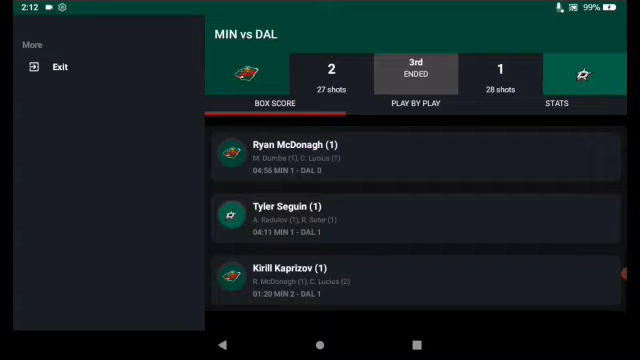 2:12
99%
More
Exit
MIN vs DAL
2
27 shots
3rd
ENDED
1
28 shots
BOX SCORE
PLAY BY PLAY
STATS
Ryan McDonagh (1)
M. Dumba (1), C. Lucius (1)
04:56 MIN 1 - DAL 0
Tyler Seguin (1)
A. Radulov (1), R. Suter (1)
04:11 MIN 1 - DAL 1
Kirill Kaprizov (1)
R. McDonagh (1), C. Lucius (2)
01:20 MIN 2 - DAL 1